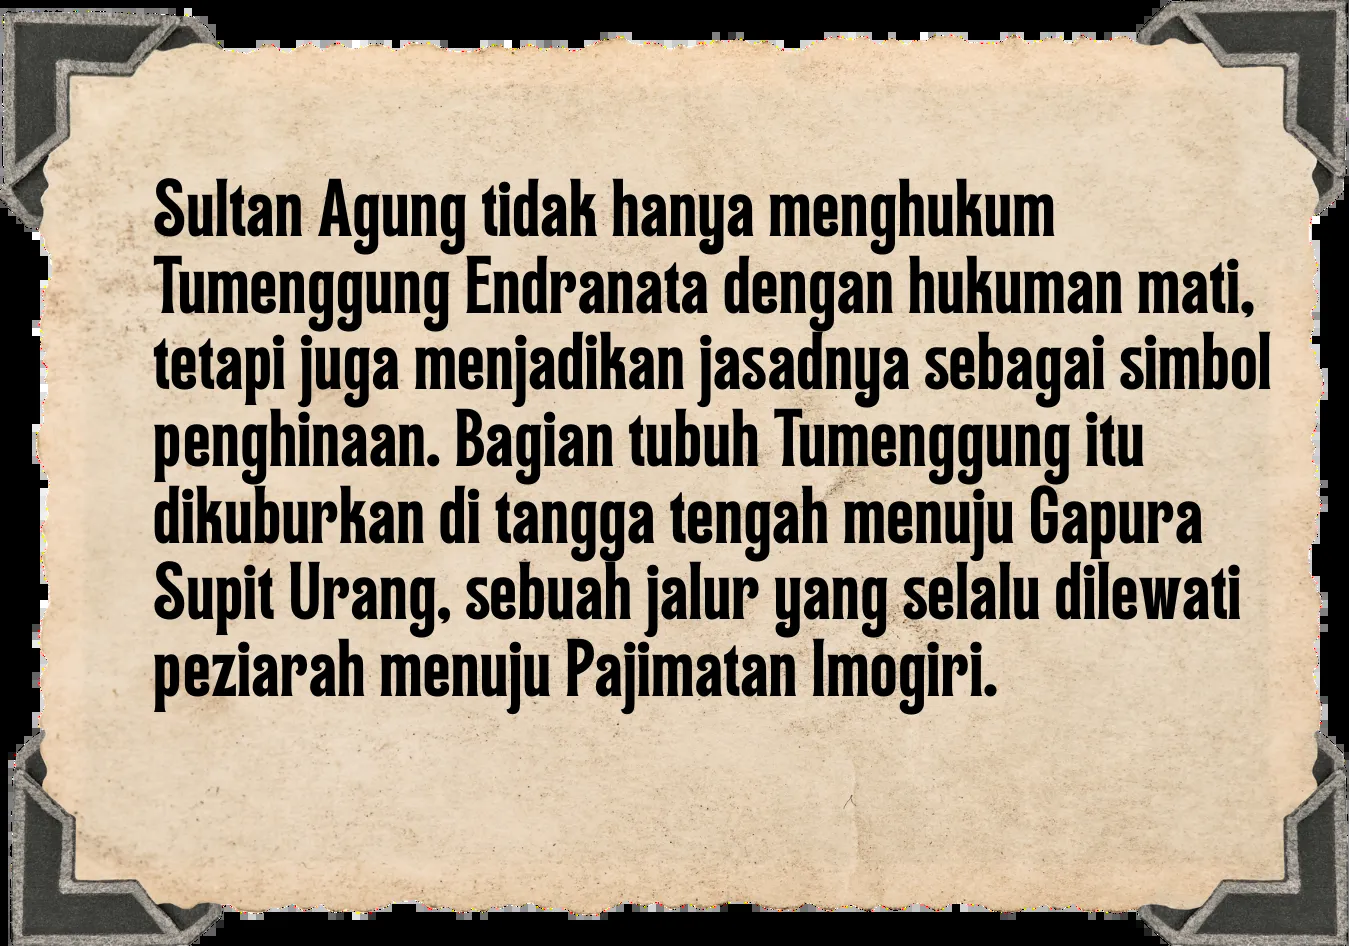 Sultan Agung tidak hanya menghukum
Tumenggung Endranata dengan hukuman mati,
tetapi juga menjadikan jasadnya sebagai simbol
penghinaan. Bagian tubuh Tumenggung itu
dikuburkan di tangga tengah menuju Gapura
Supit Urang, sebuah jalur yang selalu dilewati
peziarah menuju Pajimatan Imogiri.